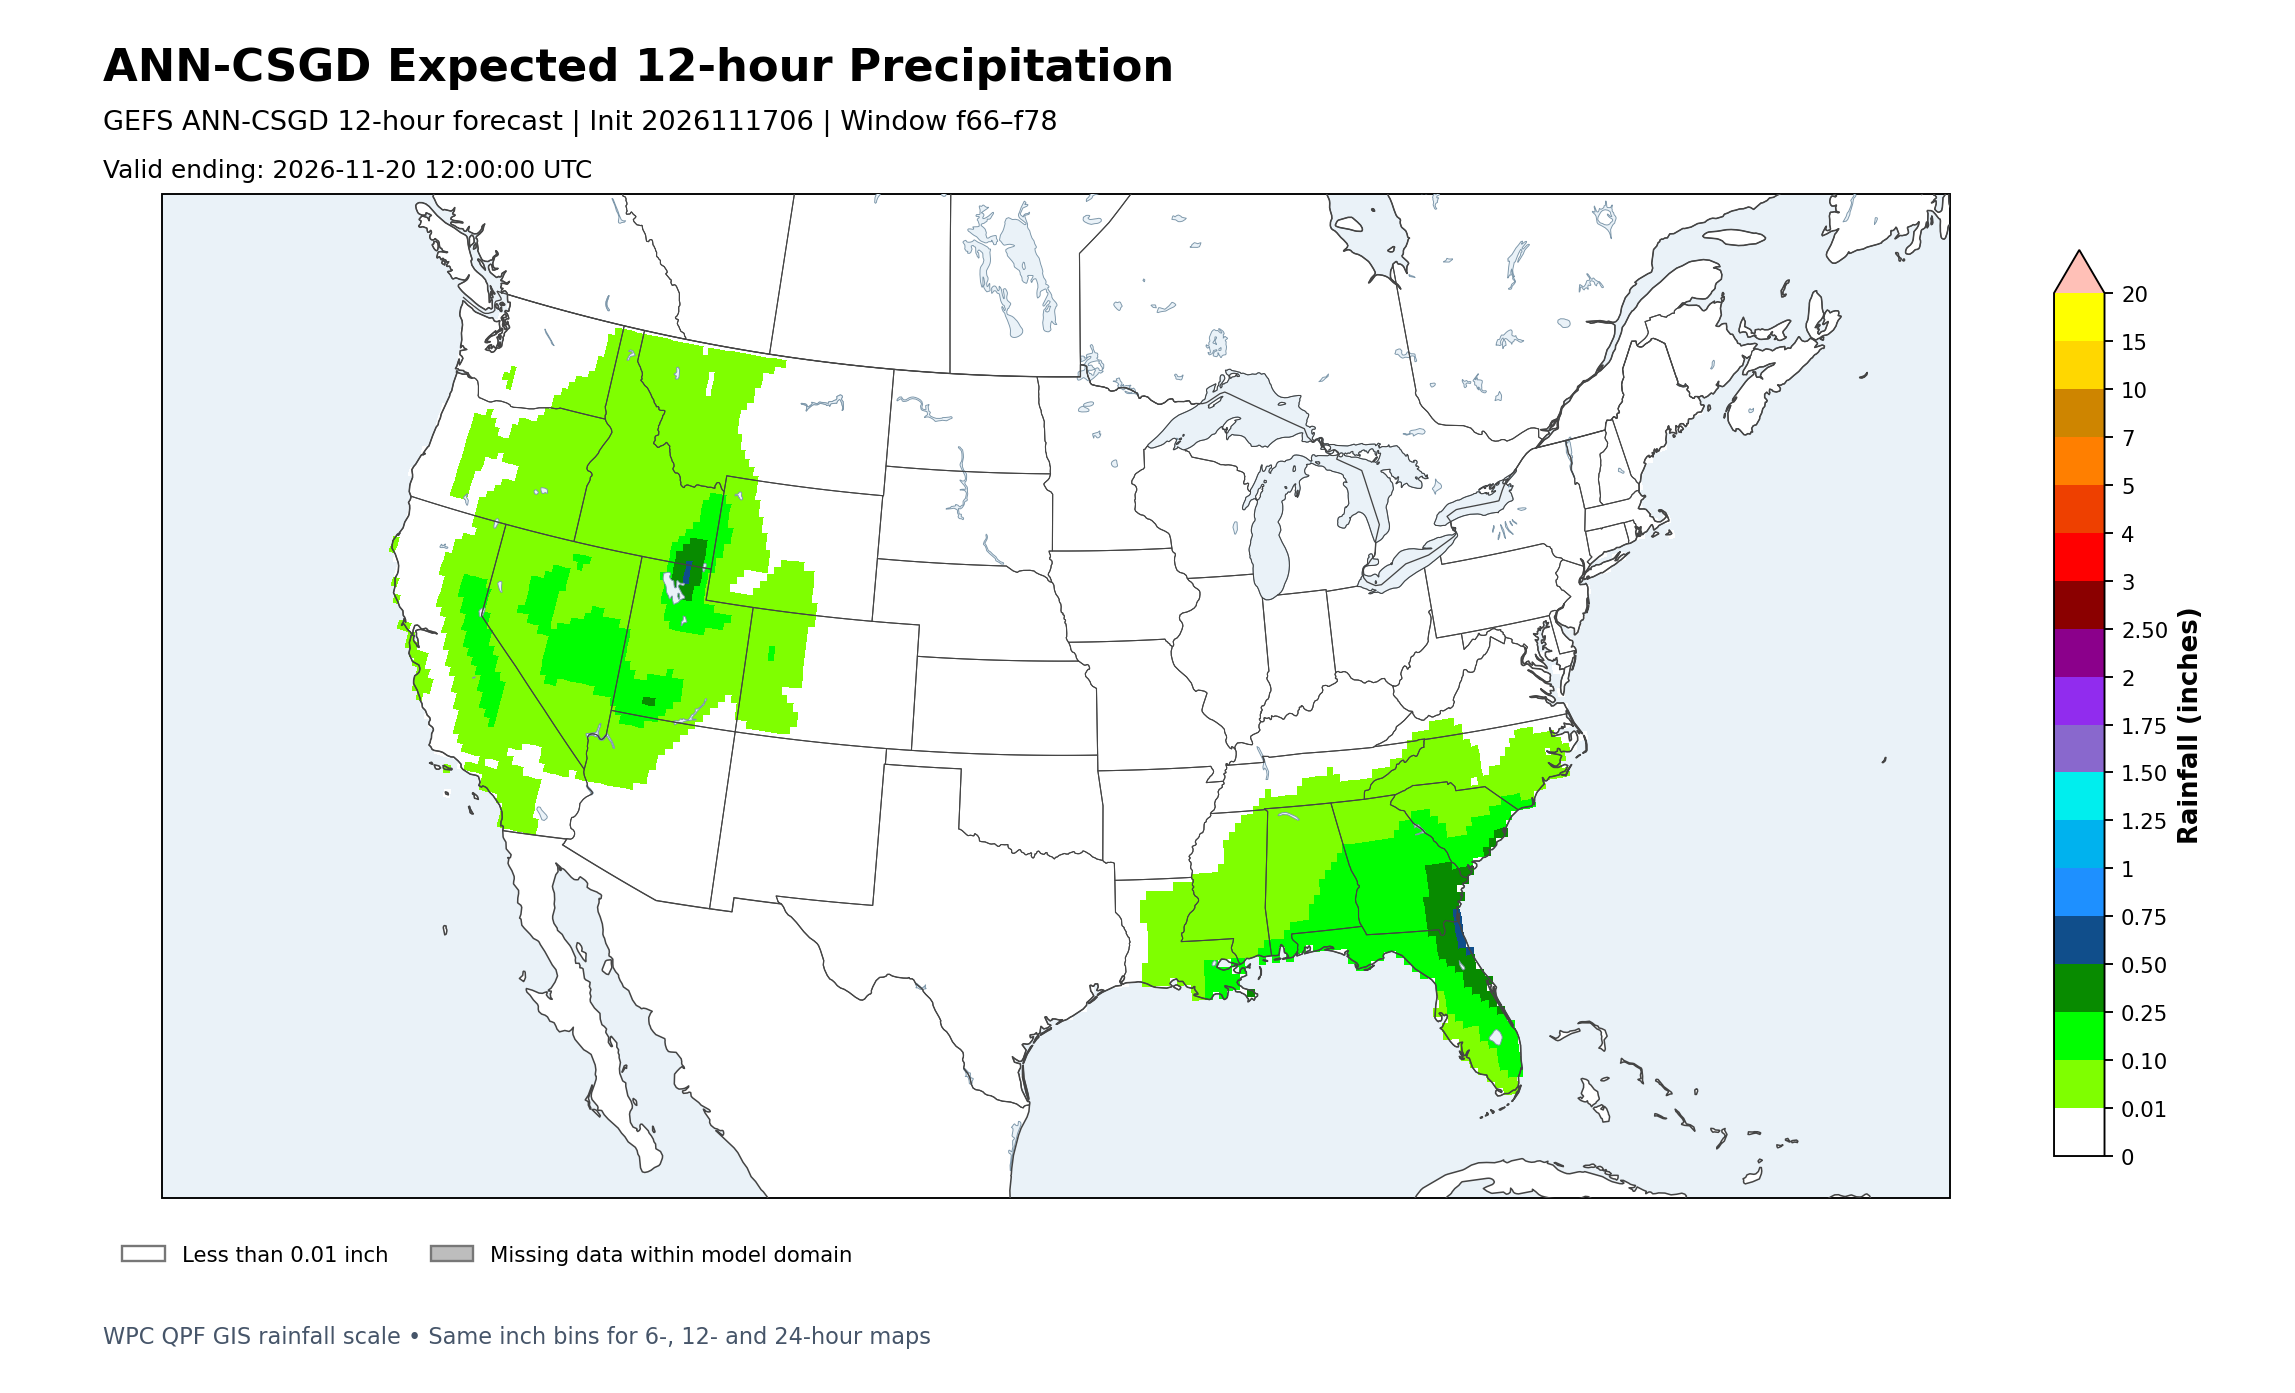 ANN-CSGD Expected 12-hour Precipitation
GEFS ANN-CSGD 12-hour forecast | Init 2026111706 | Window f66–f78
Valid ending: 2026-11-20 12:00:00 UTC
20
15
10
7
5
4
3
2.50
2
1.75
1.50
1.25
1
0.75
0.50
0.25
0.10
0.01
0
Rainfall (inches)
Less than 0.01 inch
Missing data within model domain
WPC QPF GIS rainfall scale • Same inch bins for 6-, 12- and 24-hour maps